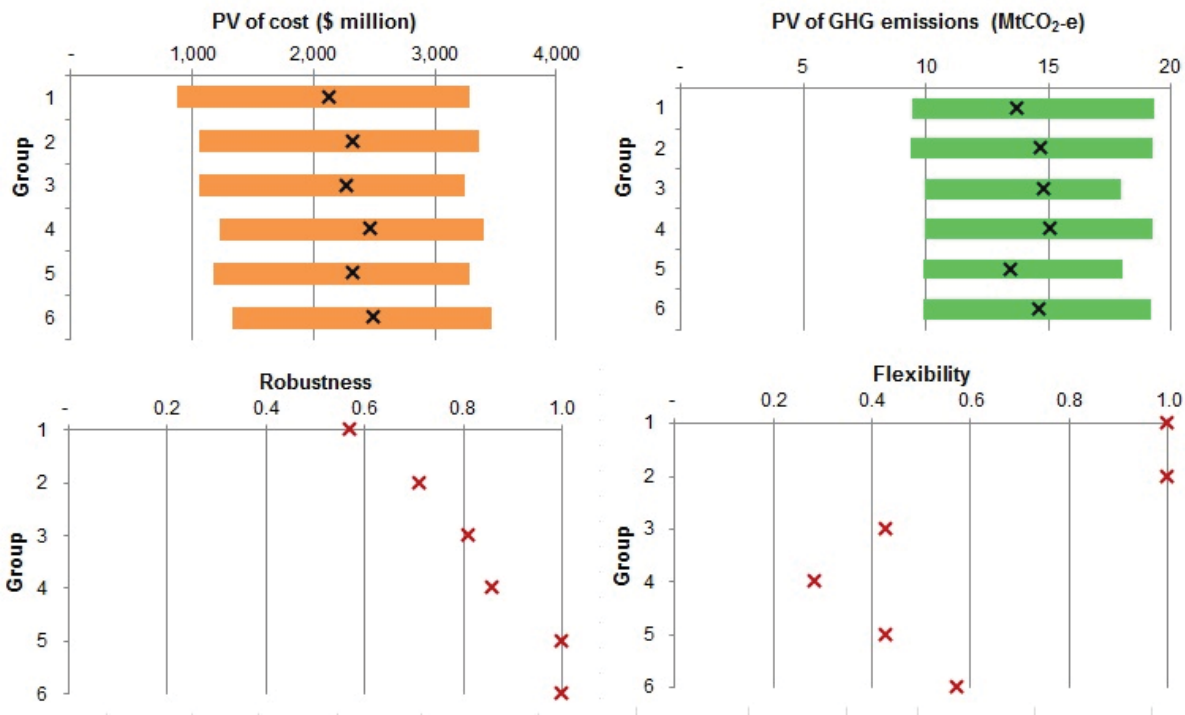 PV of cost ($ million)
- 1,000 2,000 3,000 4,000
Group
1
2
3
4
5
6
PV of GHG emissions (MtCO₂-e)
- 5 10 15 20
Group
1
2
3
4
5
6
Robustness
- 0.2 0.4 0.6 0.8 1.0
Group
1
2
3
4
5
6
Flexibility
- 0.2 0.4 0.6 0.8 1.0
Group
1
2
3
4
5
6